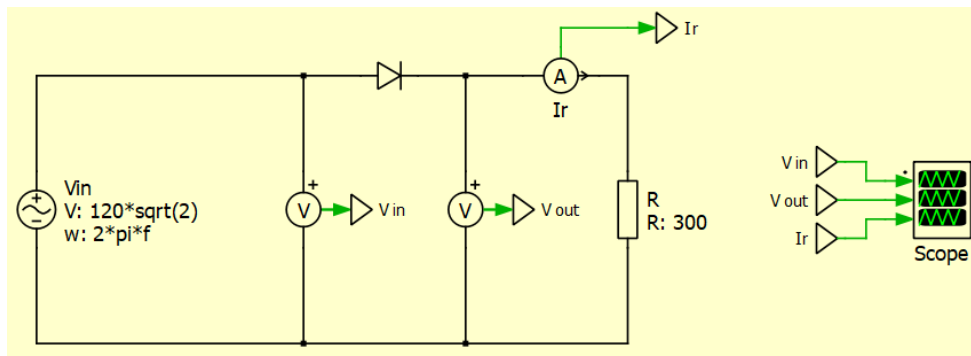 Ir
A
Ir
Vin
V: 120*sqrt(2)
w: 2*pi*f
+
V
Vin
+
V
Vout
R
R: 300
Vin
Vout
Ir
Scope